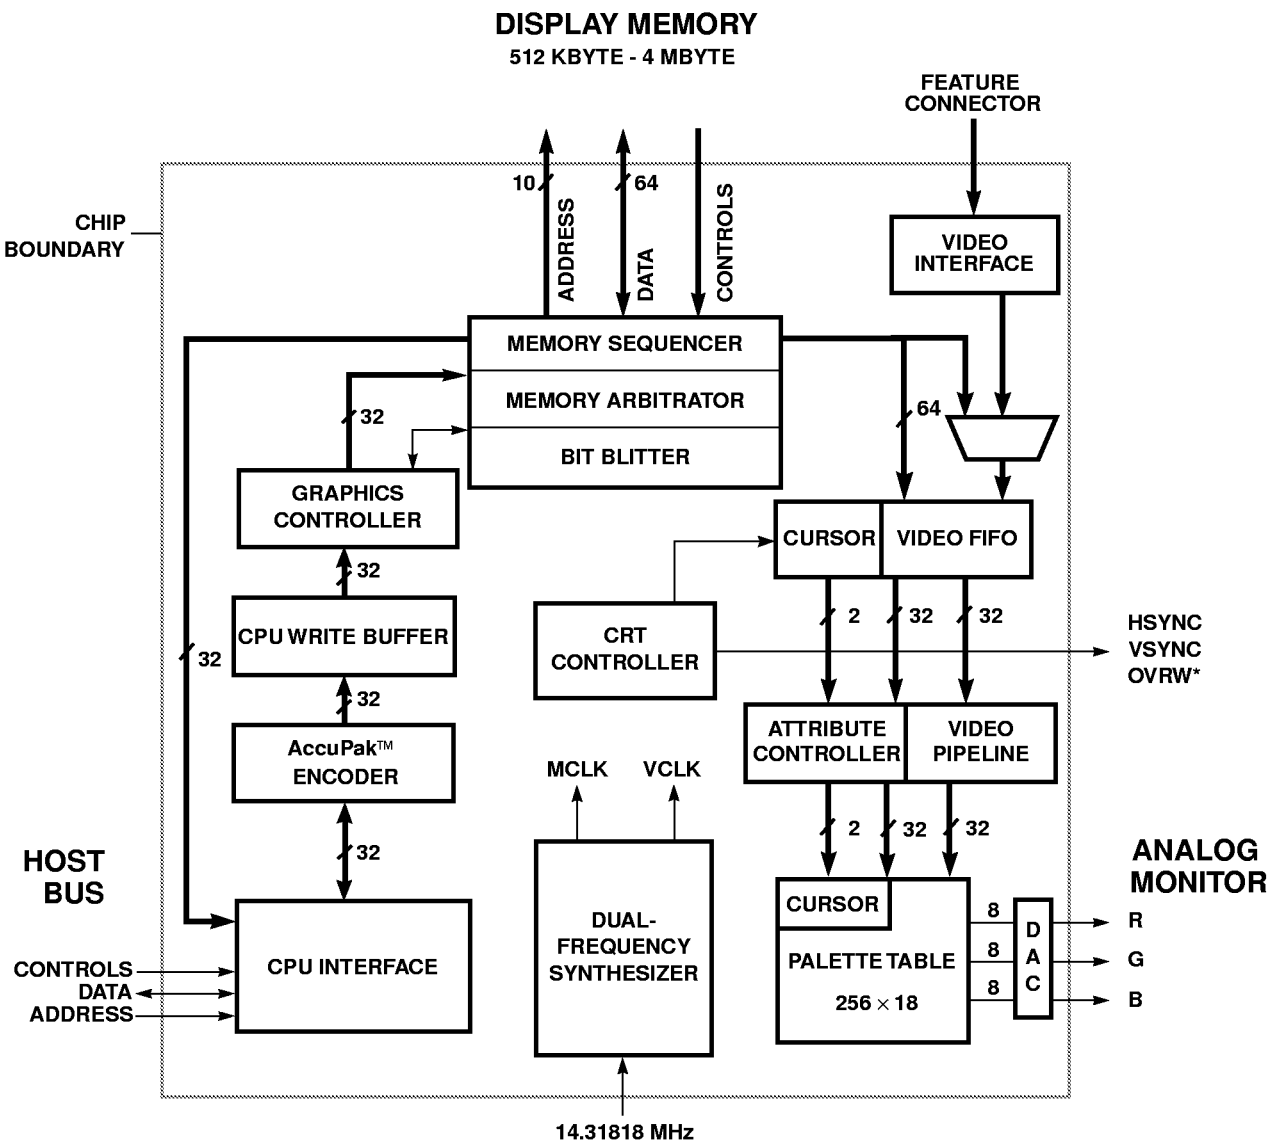 DISPLAY MEMORY
512 KBYTE - 4 MBYTE
FEATURE
CONNECTOR
10
64
ADDRESS
DATA
CONTROLS
CHIP
BOUNDARY
VIDEO
INTERFACE
MEMORY SEQUENCER
MEMORY ARBITRATOR
BIT BLITTER
32
64
GRAPHICS
CONTROLLER
CURSOR
VIDEO FIFO
32
CPU WRITE BUFFER
32
CRT
CONTROLLER
2
32
32
HSYNC
VSYNC
OVRW*
32
AccuPak™
ENCODER
ATTRIBUTE
CONTROLLER
VIDEO
PIPELINE
MCLK
VCLK
32
2
32
32
HOST
BUS
ANALOG
MONITOR
CPU INTERFACE
CONTROLS
DATA
ADDRESS
DUAL-
FREQUENCY
SYNTHESIZER
CURSOR
PALETTE TABLE
256 × 18
8
8
8
D
A
C
R
G
B
14.31818 MHz